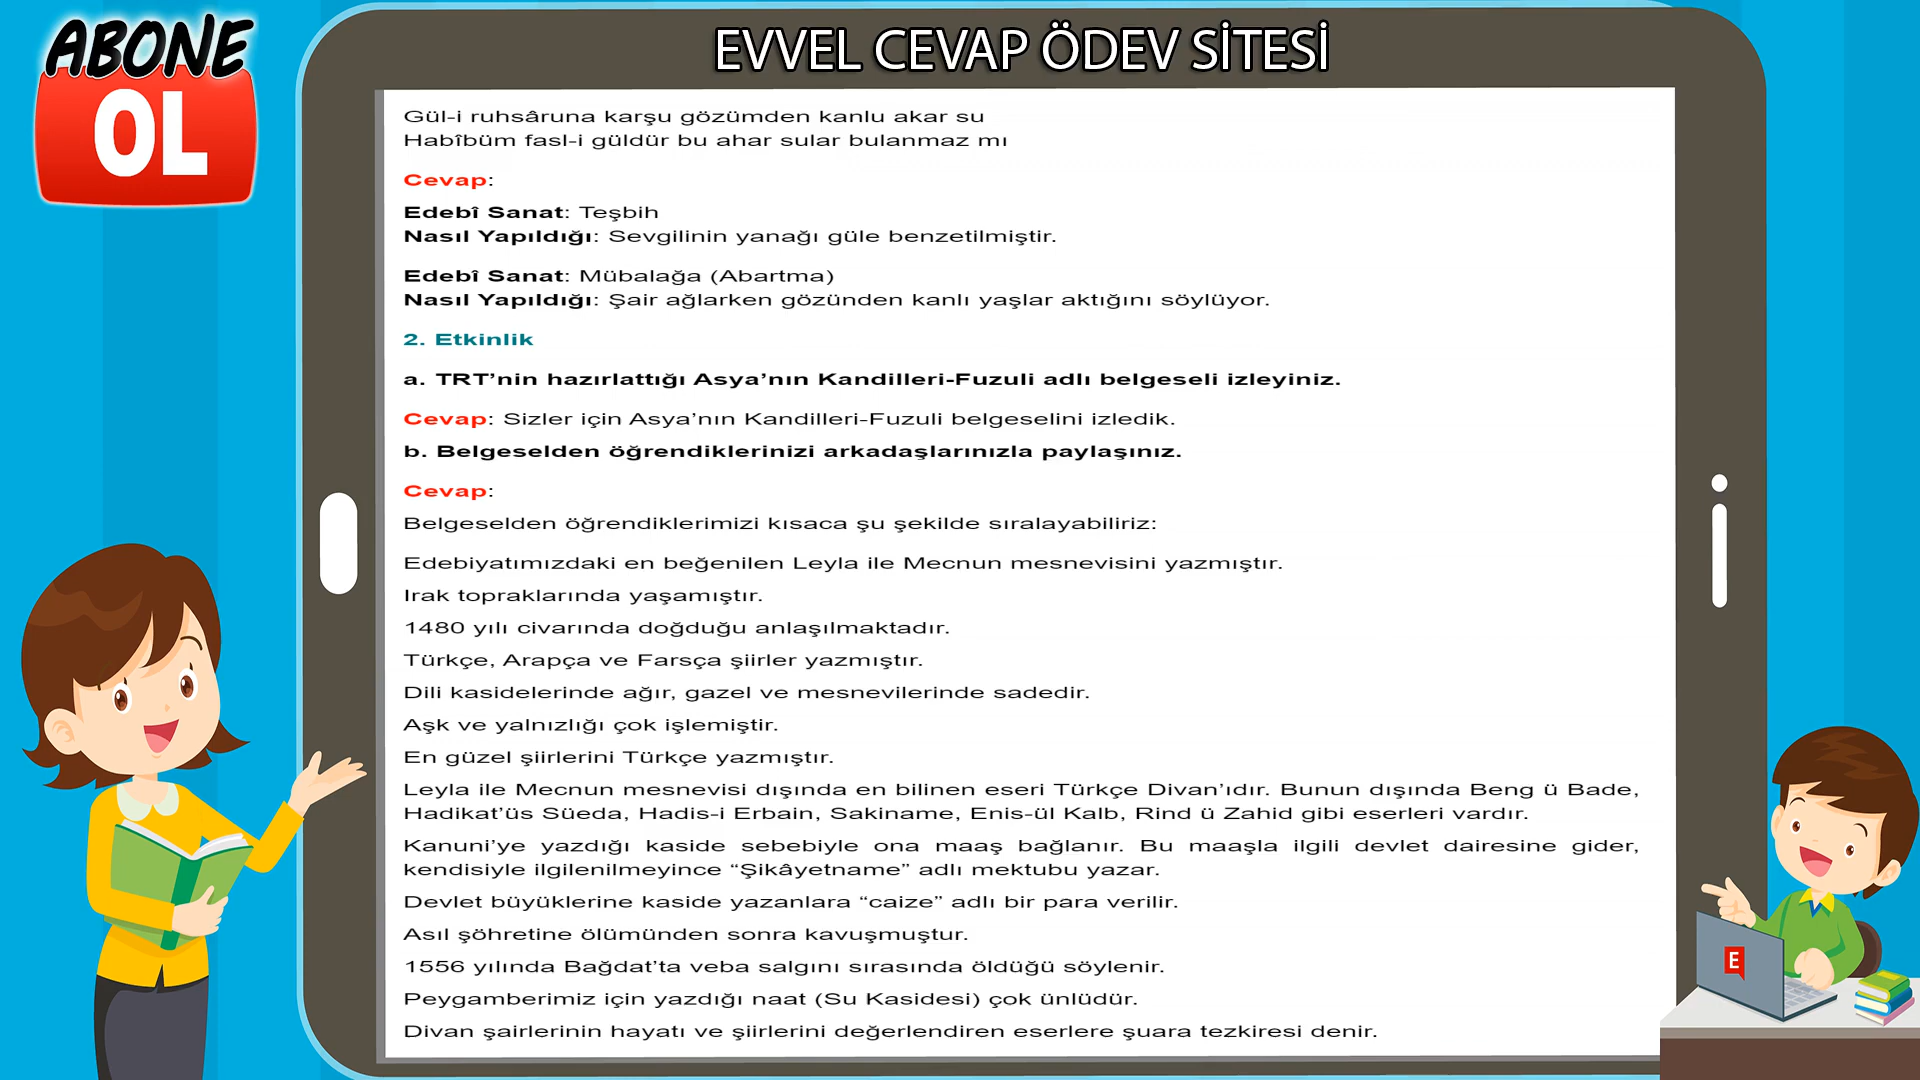 ABONE
OL
EVVEL CEVAP ÖDEV SİTESİ
Gül-i ruhsâruna karşu gözümden kanlu akar su
Habîbüm fasl-i güldür bu ahar sular bulanmaz mı
Cevap:
Edebî Sanat: Teşbih
Nasıl Yapıldığı: Sevgilinin yanağı güle benzetilmiştir.
Edebî Sanat: Mübalağa (Abartma)
Nasıl Yapıldığı: Şair ağlarken gözünden kanlı yaşlar aktığını söylüyor.
2. Etkinlik
a. TRT’nin hazırlattığı Asya’nın Kandilleri-Fuzuli adlı belgeseli izleyiniz.
Cevap: Sizler için Asya’nın Kandilleri-Fuzuli belgeselini izledik.
b. Belgeselden öğrendiklerinizi arkadaşlarınızla paylaşınız.
Cevap:
Belgeselden öğrendiklerimizi kısaca şu şekilde sıralayabiliriz:
Edebiyatımızdaki en beğenilen Leyla ile Mecnun mesnevisini yazmıştır.
Irak topraklarında yaşamıştır.
1480 yılı civarında doğduğu anlaşılmaktadır.
Türkçe, Arapça ve Farsça şiirler yazmıştır.
Dili kasidelerinde ağır, gazel ve mesnevilerinde sadedir.
Aşk ve yalnızlığı çok işlemiştir.
En güzel şiirlerini Türkçe yazmıştır.
Leyla ile Mecnun mesnevisi dışında en bilinen eseri Türkçe Divan’ıdır. Bunun dışında Beng ü Bade,
Hadikat’üs Süeda, Hadis-i Erbain, Sakiname, Enis-ül Kalb, Rind ü Zahid gibi eserleri vardır.
Kanuni’ye yazdığı kaside sebebiyle ona maaş bağlanır. Bu maaşla ilgili devlet dairesine gider,
kendisiyle ilgilenilmeyince “Şikâyetname” adlı mektubu yazar.
Devlet büyüklerine kaside yazanlara “caize” adlı bir para verilir.
Asıl şöhretine ölümünden sonra kavuşmuştur.
1556 yılında Bağdat’ta veba salgını sırasında öldüğü söylenir.
Peygamberimiz için yazdığı naat (Su Kasidesi) çok ünlüdür.
Divan şairlerinin hayatı ve şiirlerini değerlendiren eserlere şuara tezkiresi denir.
E